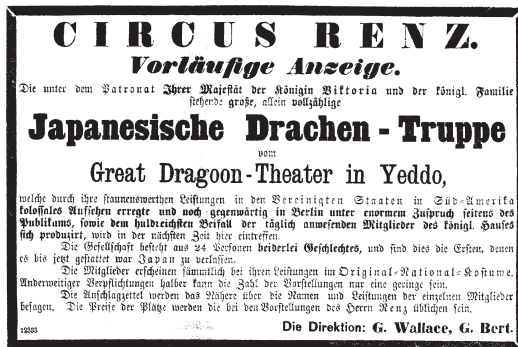 CIRCUS RENZ.
Vorläufige Anzeige.
Die unter dem Patronat Ihrer Majestät der Königin Viktoria und der königl. Familie
stehende große, allein vollzählige
Japanesische Drachen-Truppe
vom
Great Dragoon-Theater in Yeddo,
welche durch ihre staunenswerthen Leistungen in den Vereinigten Staaten in Süd-Amerika
kolossales Aufsehen erregte und noch gegenwärtig in Berlin unter enormem Zuspruch seitens des
Publikums, sowie dem huldreichsten Beifall der täglich anwesenden Mitglieder des königl. Hauses
sich produzirt, wird in der nächsten Zeit hier eintreffen.
Die Gesellschaft besteht aus 24 Personen beiderlei Geschlechtes, und sind dies die Ersten, denen
es bis jetzt gestattet war Japan zu verlassen.
Die Mitglieder erscheinen sämmtlich bei ihren Leistungen im Original-National-Kostume.
Anderweitiger Verpflichtungen halber kann die Zahl der Vorstellungen nur eine geringe sein.
Die Anschlagzettel werden das Nähere über die Namen und Leistungen der einzelnen Mitglieder
besagen. Die Preise der Plätze werden die bei den Vorstellungen des Herrn Renz üblichen sein.
12383 Die Direktion: G. Wallace, G. Bert.